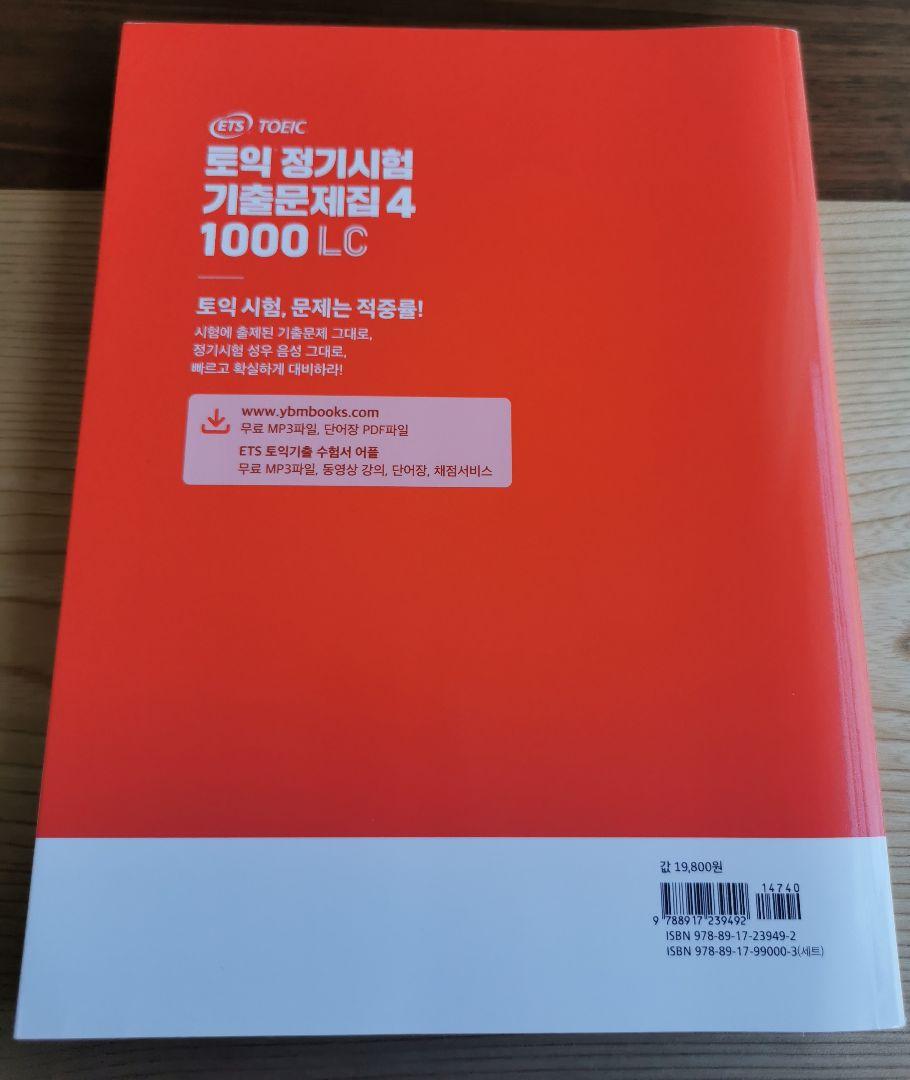 ETS TOEIC
토익 정기시험
기출문제집 4
1000 LC
토익 시험, 문제는 적중률!
시험에 출제된 기출문제 그대로,
정기시험 성우 음성 그대로,
빠르고 확실하게 대비하라!
www.ybmbooks.com
무료 MP3파일, 단어장 PDF파일
ETS 토익기출 수험서 어플
무료 MP3파일, 동영상 강의, 단어장, 채점서비스
값 19,800원
14740
9 788917 239492
ISBN 978-89-17-23949-2
ISBN 978-89-17-99000-3(세트)